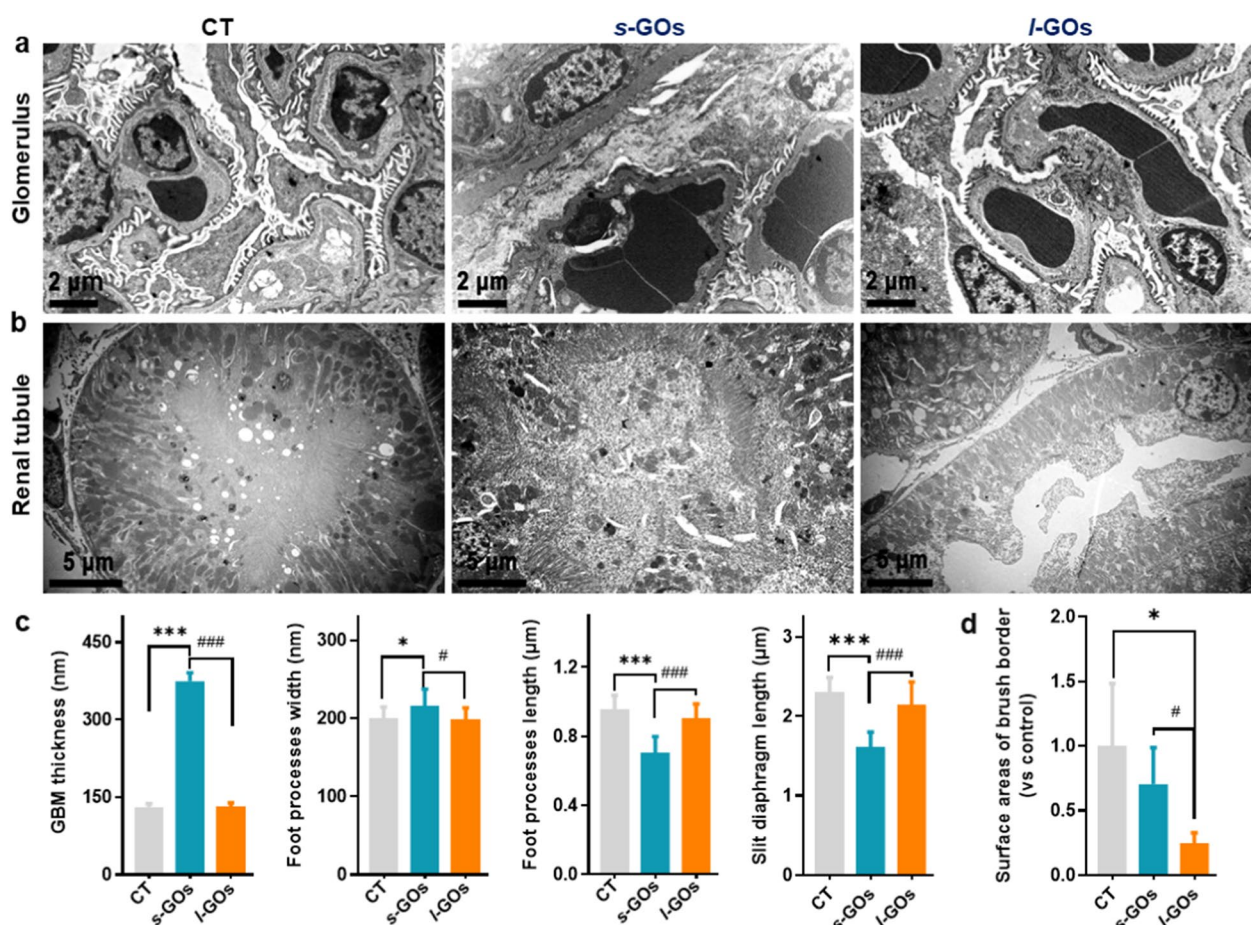 CT
s-GOs
l-GOs
a
Glomerulus
2 μm
2 μm
2 μm
b
Renal tubule
5 μm
5 μm
5 μm
c
GBM thickness (nm)
450
300
150
0
***
###
CT
s-GOs
l-GOs
Foot processes width (nm)
300
200
100
0
*
#
CT
s-GOs
l-GOs
Foot processes length (μm)
1.2
0.8
0.4
0.0
***
###
CT
s-GOs
l-GOs
Slit diaphragm length (μm)
3
2
1
0
***
###
CT
s-GOs
l-GOs
d
Surface areas of brush border
(vs control)
2.0
1.5
1.0
0.5
0.0
*
#
CT
s-GOs
l-GOs